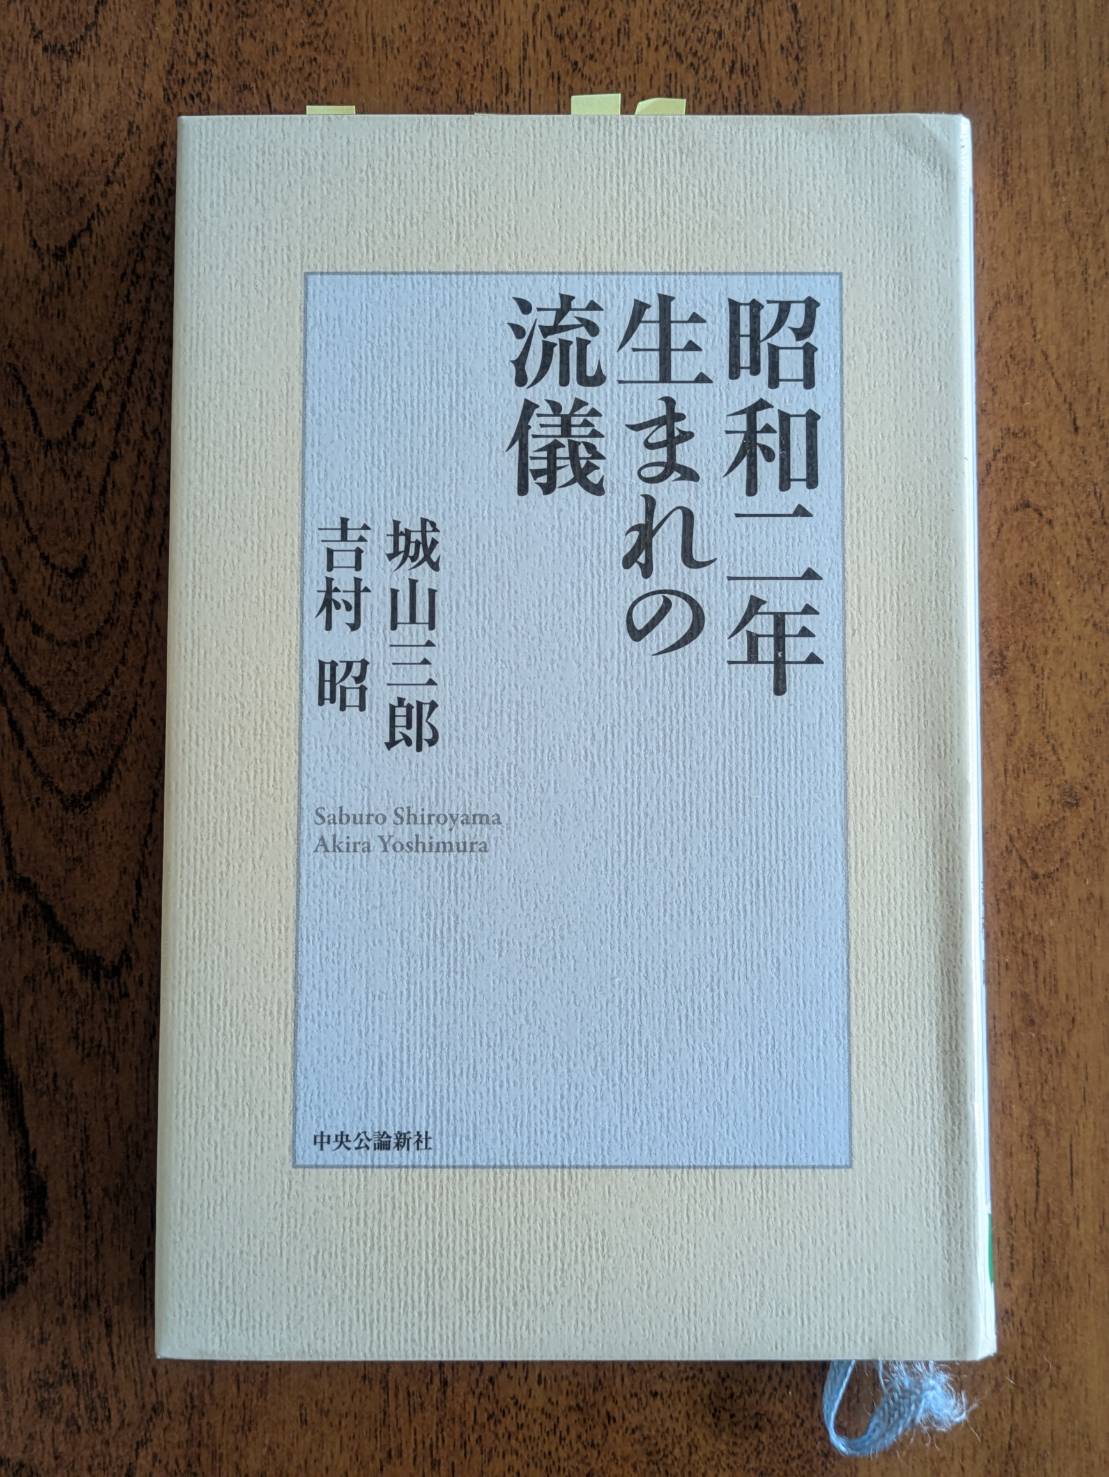 昭和二年
生まれの
流儀
城山三郎
吉村 昭
Saburo Shiroyama
Akira Yoshimura
中央公論新社